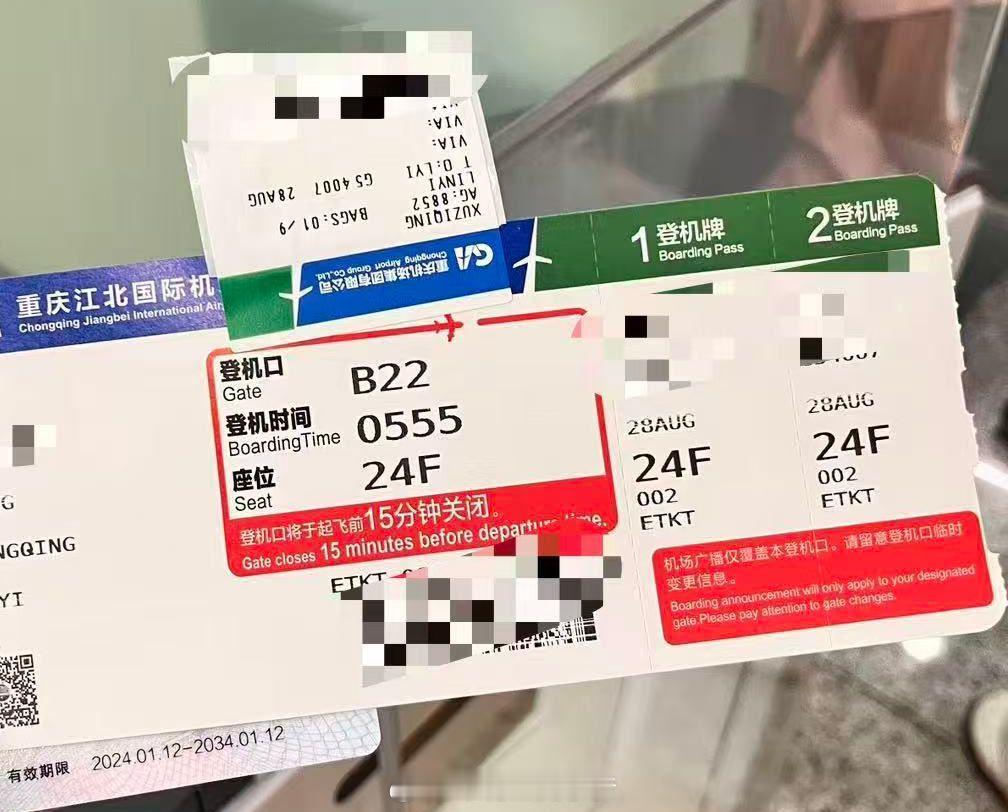 VIA:
VIA:
T O:LYI
G5 4007 28AUG
LINYI
AG:8852
BAGS:01/9
XUZIQING
重庆机场集团有限公司
Chongqing Airport Group Co.,Ltd.
重庆江北国际机
Chongqing Jiangbei International Air
1登机牌
Boarding Pass
2登机牌
Boarding Pass
登机口
Gate
B22
登机时间
BoardingTime
0555
座位
Seat
24F
登机口将于起飞前15分钟关闭。
Gate closes 15 minutes before departure time.
ETKT
28AUG
24F
002
ETKT
28AUG
24F
002
ETKT
机场广播仅覆盖本登机口。请留意登机口临时
变更信息。
Boarding announcement will only apply to your designated
gate.Please pay attention to gate changes.
G
NGQING
YI
有效期限 2024.01.12-2034.01.12